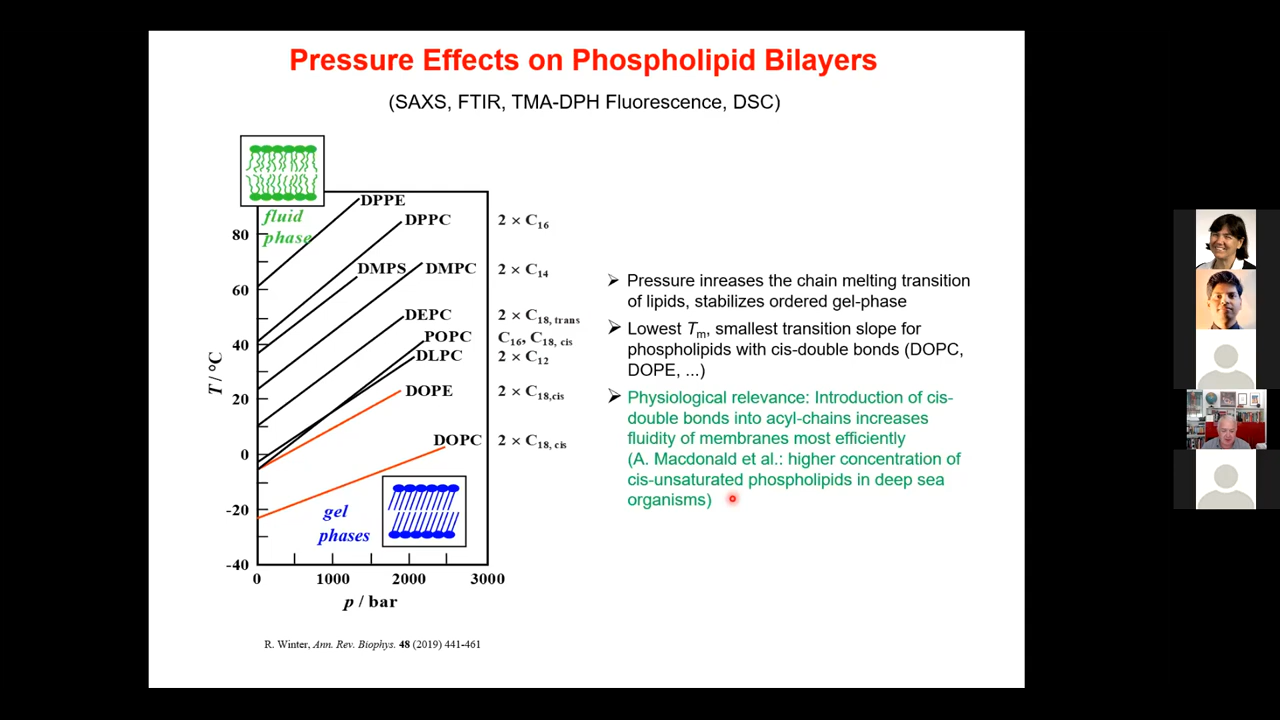 Pressure Effects on Phospholipid Bilayers
(SAXS, FTIR, TMA-DPH Fluorescence, DSC)
fluid
phase
DPPE
DPPC 2 × C16
DMPS DMPC 2 × C14
DEPC 2 × C18, trans
POPC C16, C18, cis
DLPC 2 × C12
DOPE 2 × C18,cis
DOPC 2 × C18, cis
gel
phases
80
60
40
20
0
-20
-40
T / °C
0 1000 2000 3000
p / bar
➢ Pressure inreases the chain melting transition
of lipids, stabilizes ordered gel-phase
➢ Lowest Tm, smallest transition slope for
phospholipids with cis-double bonds (DOPC,
DOPE, ...)
➢ Physiological relevance: Introduction of cis-
double bonds into acyl-chains increases
fluidity of membranes most efficiently
(A. Macdonald et al.: higher concentration of
cis-unsaturated phospholipids in deep sea
organisms)
R. Winter, Ann. Rev. Biophys. 48 (2019) 441-461